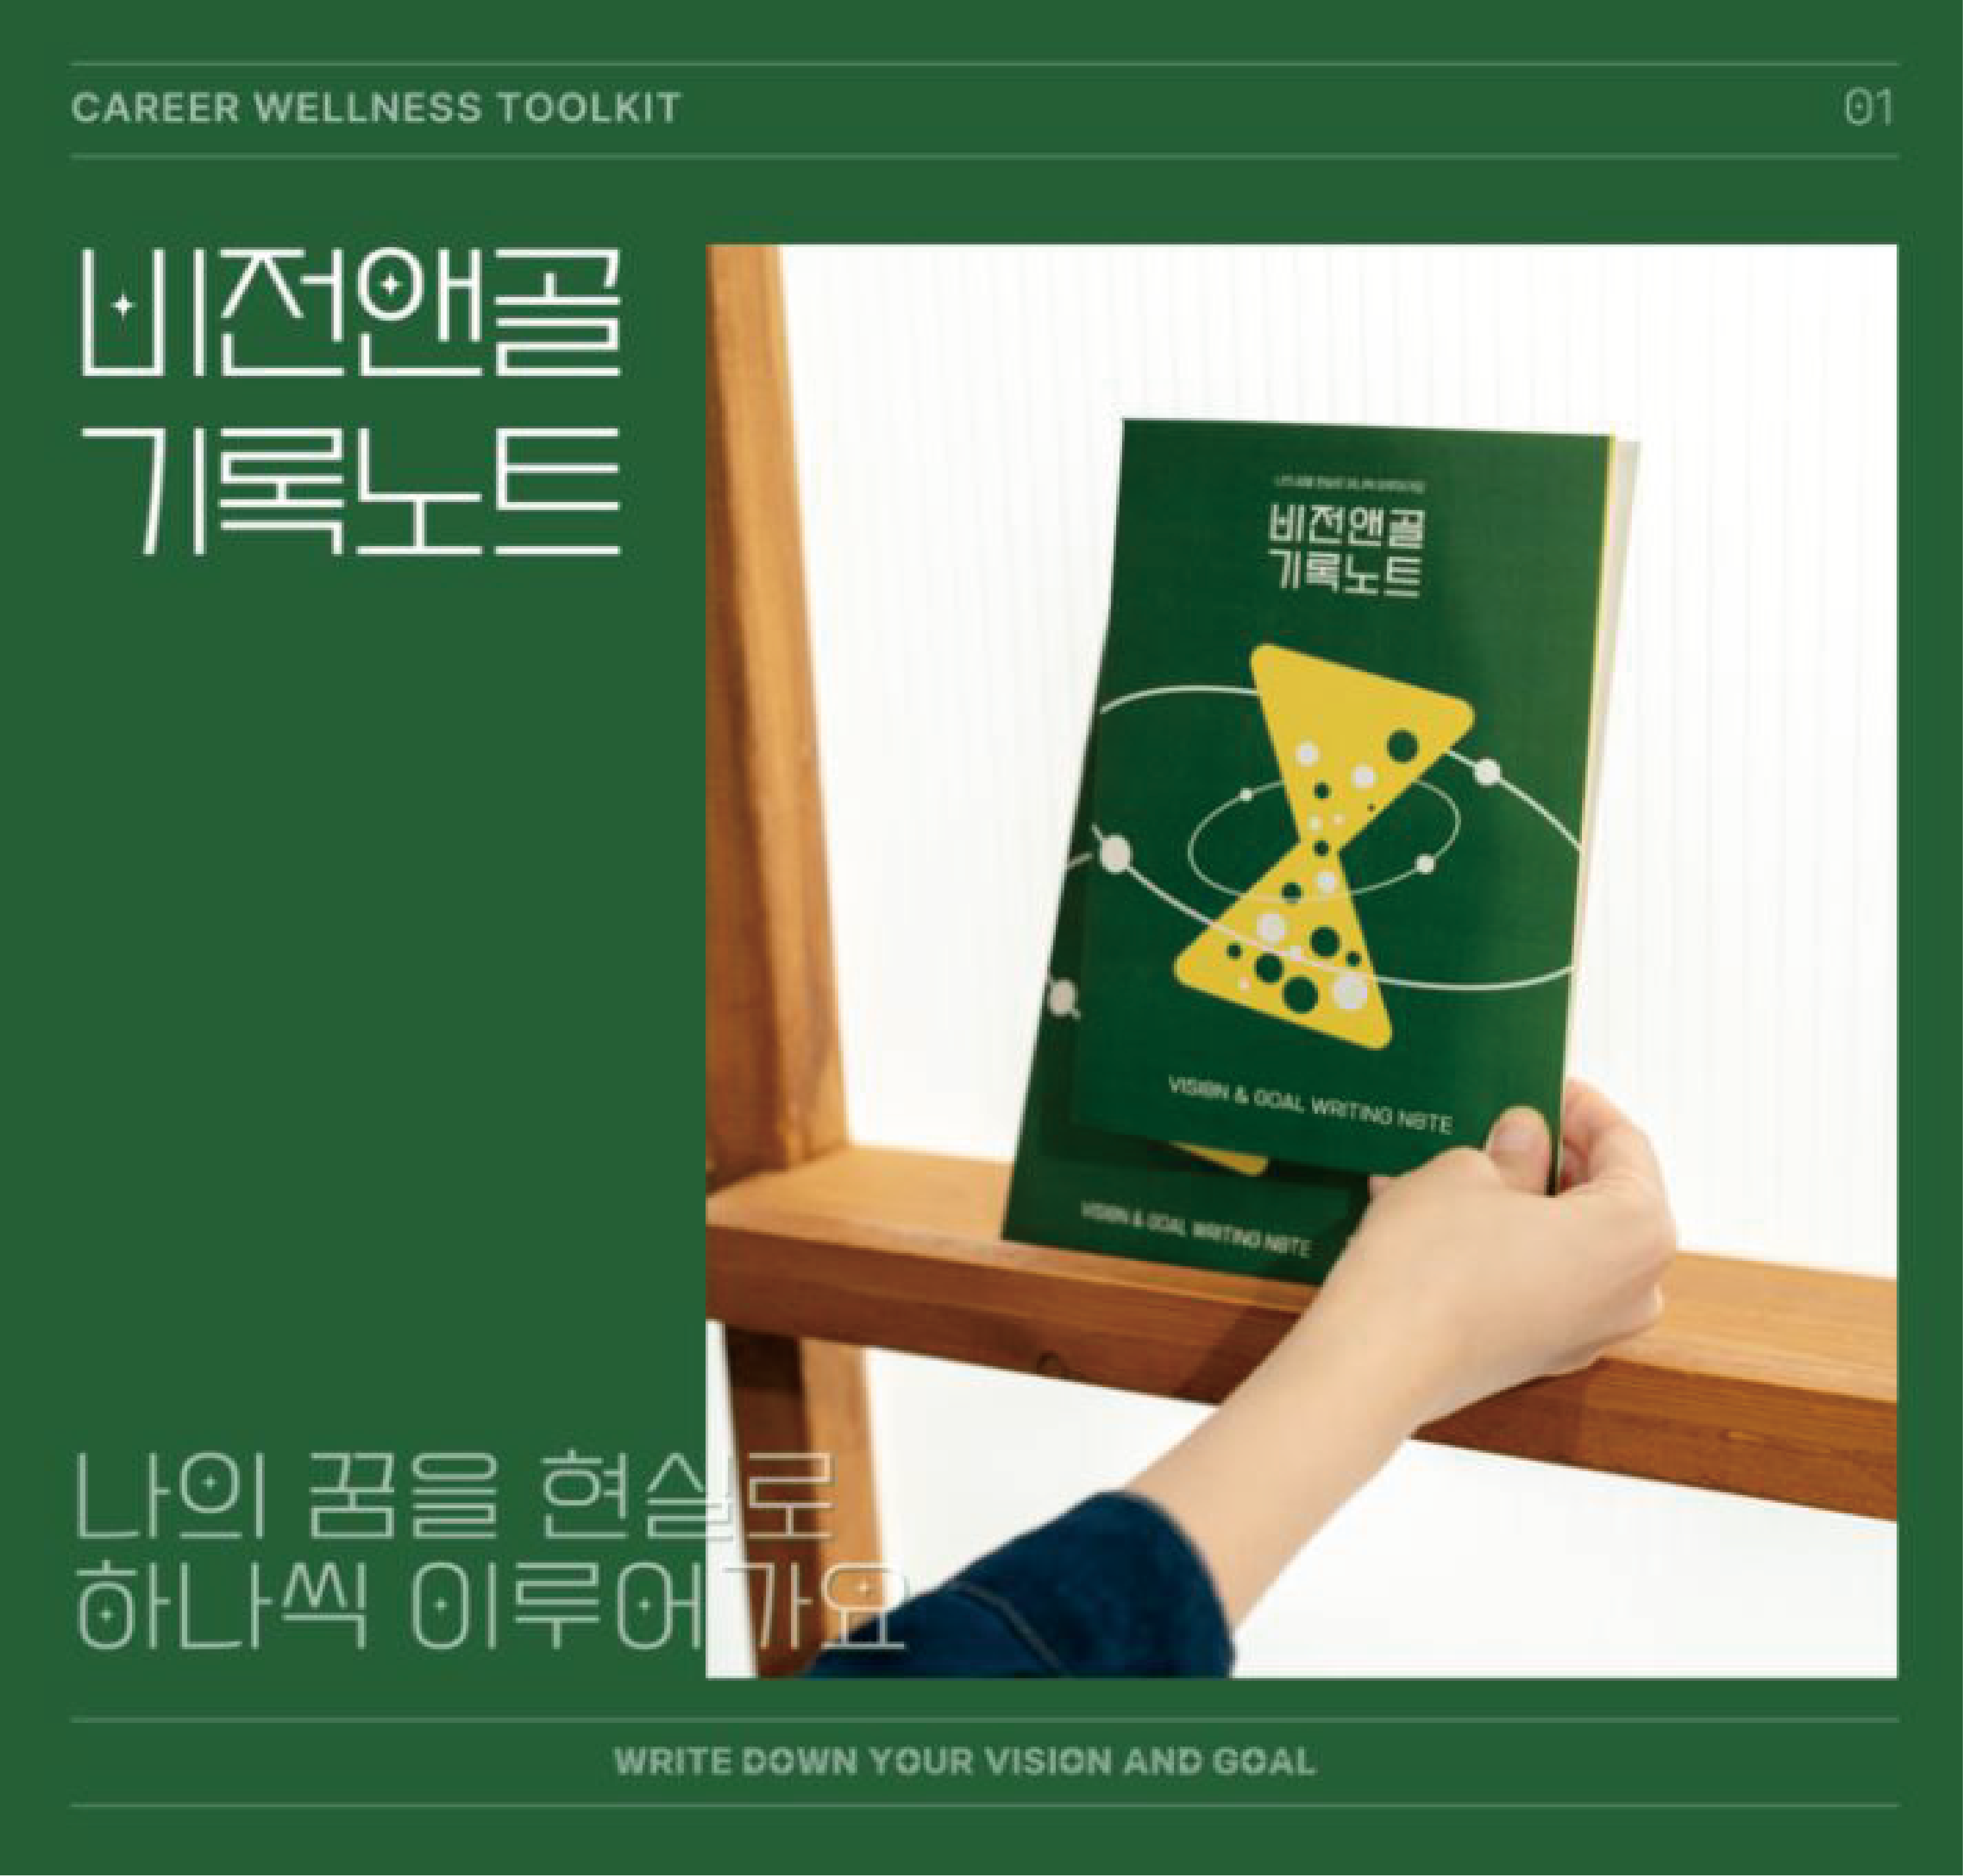 CAREER WELLNESS TOOLKIT
01
비전앤골
기록노트
비전앤골
기록노트
VISION & GOAL WRITING NOTE
VISION & GOAL WRITING NOTE
나의 꿈을 현실로
하나씩 이루어가요
WRITE DOWN YOUR VISION AND GOAL